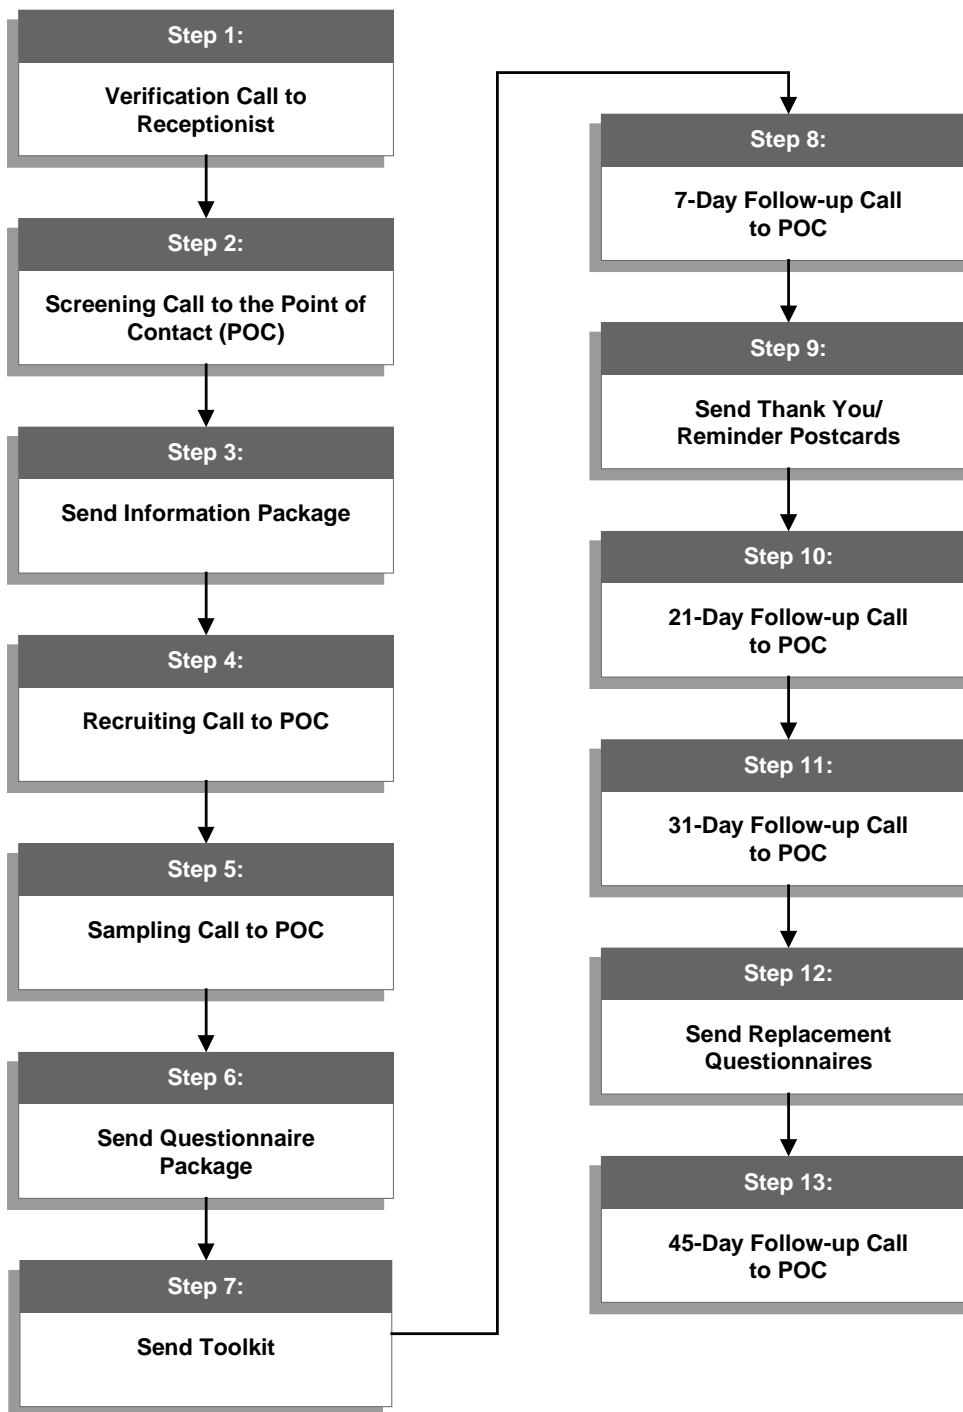 Step 1:
Verification Call to
Receptionist
Step 2:
Screening Call to the Point of
Contact (POC)
Step 3:
Send Information Package
Step 4:
Recruiting Call to POC
Step 5:
Sampling Call to POC
Step 6:
Send Questionnaire
Package
Step 7:
Send Toolkit
Step 8:
7-Day Follow-up Call
to POC
Step 9:
Send Thank You/
Reminder Postcards
Step 10:
21-Day Follow-up Call
to POC
Step 11:
31-Day Follow-up Call
to POC
Step 12:
Send Replacement
Questionnaires
Step 13:
45-Day Follow-up Call
to POC